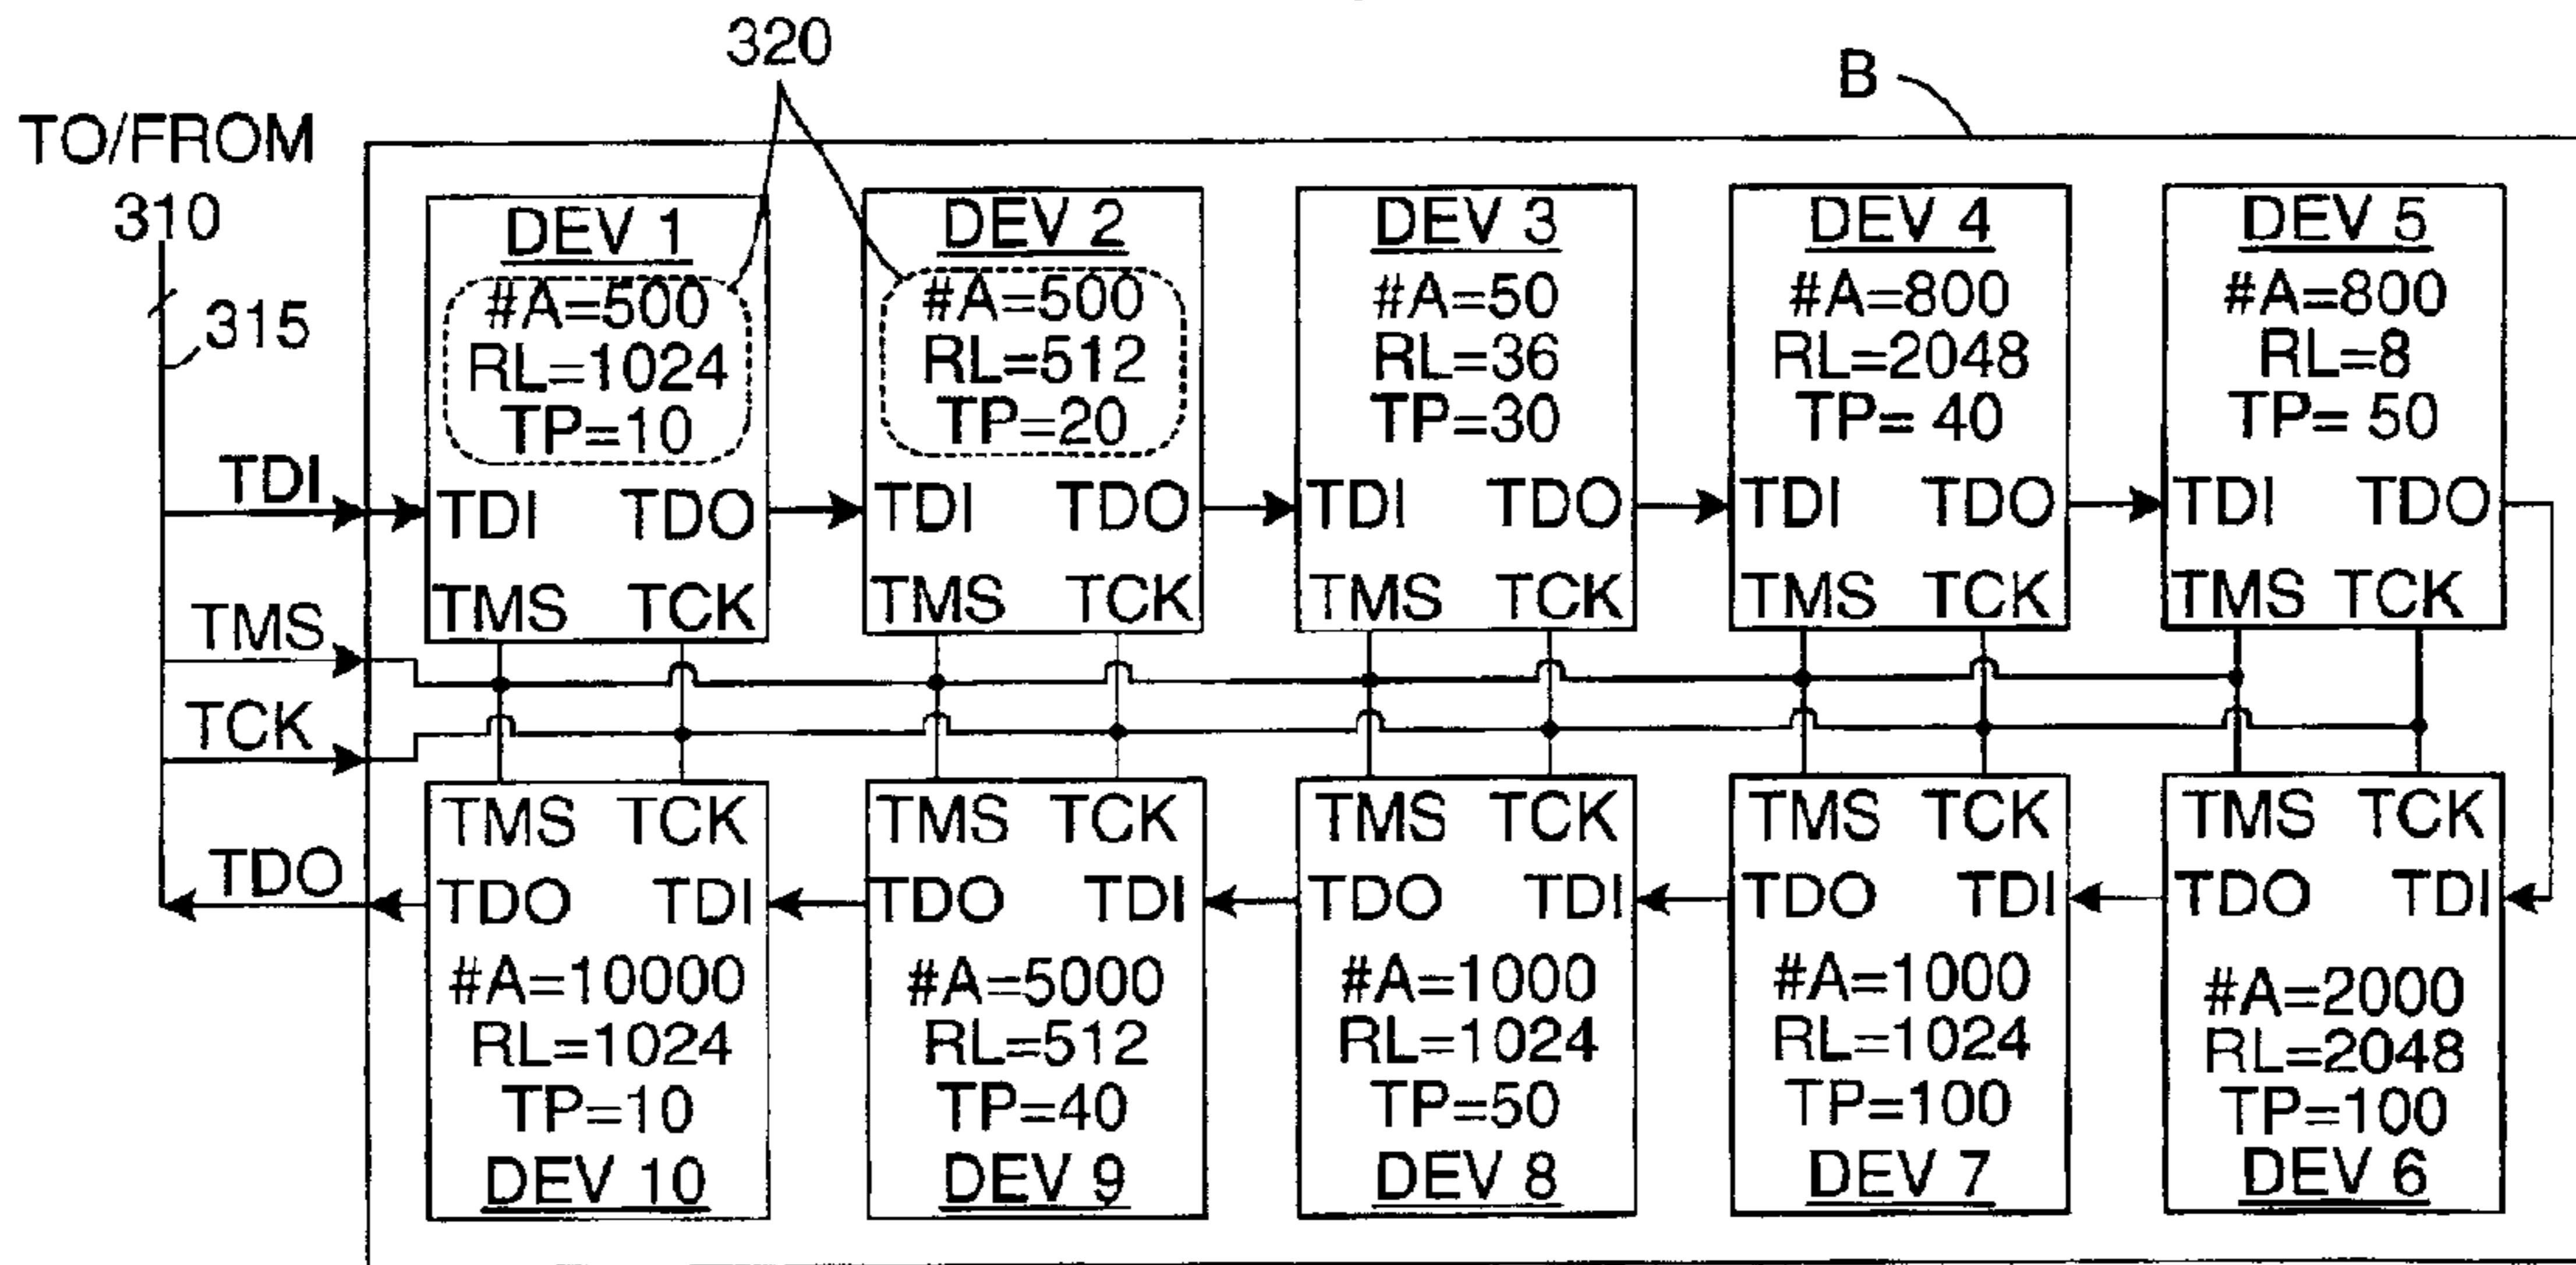 320
B
TO/FROM
310
315
DEV 1
#A=500
RL=1024
TP=10
TDI TDO
TMS TCK
DEV 2
#A=500
RL=512
TP=20
TDI TDO
TMS TCK
DEV 3
#A=50
RL=36
TP=30
TDI TDO
TMS TCK
DEV 4
#A=800
RL=2048
TP= 40
TDI TDO
TMS TCK
DEV 5
#A=800
RL=8
TP= 50
TDI TDO
TMS TCK
TDI
TMS
TCK
TDO
TMS TCK
TDO TDI
#A=10000
RL=1024
TP=10
DEV 10
TMS TCK
TDO TDI
#A=5000
RL=512
TP=40
DEV 9
TMS TCK
TDO TDI
#A=1000
RL=1024
TP=50
DEV 8
TMS TCK
TDO TDI
#A=1000
RL=1024
TP=100
DEV 7
TMS TCK
TDO TDI
#A=2000
RL=2048
TP=100
DEV 6